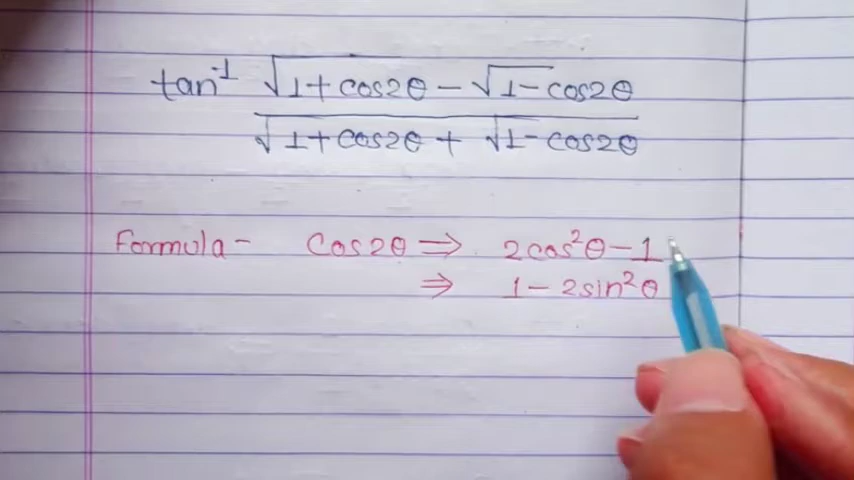 tan⁻¹ √1+cos2θ − √1−cos2θ
√1+cos2θ + √1−cos2θ
Formula- Cos2θ ⇒ 2cos²θ−1
⇒ 1−2sin²θ